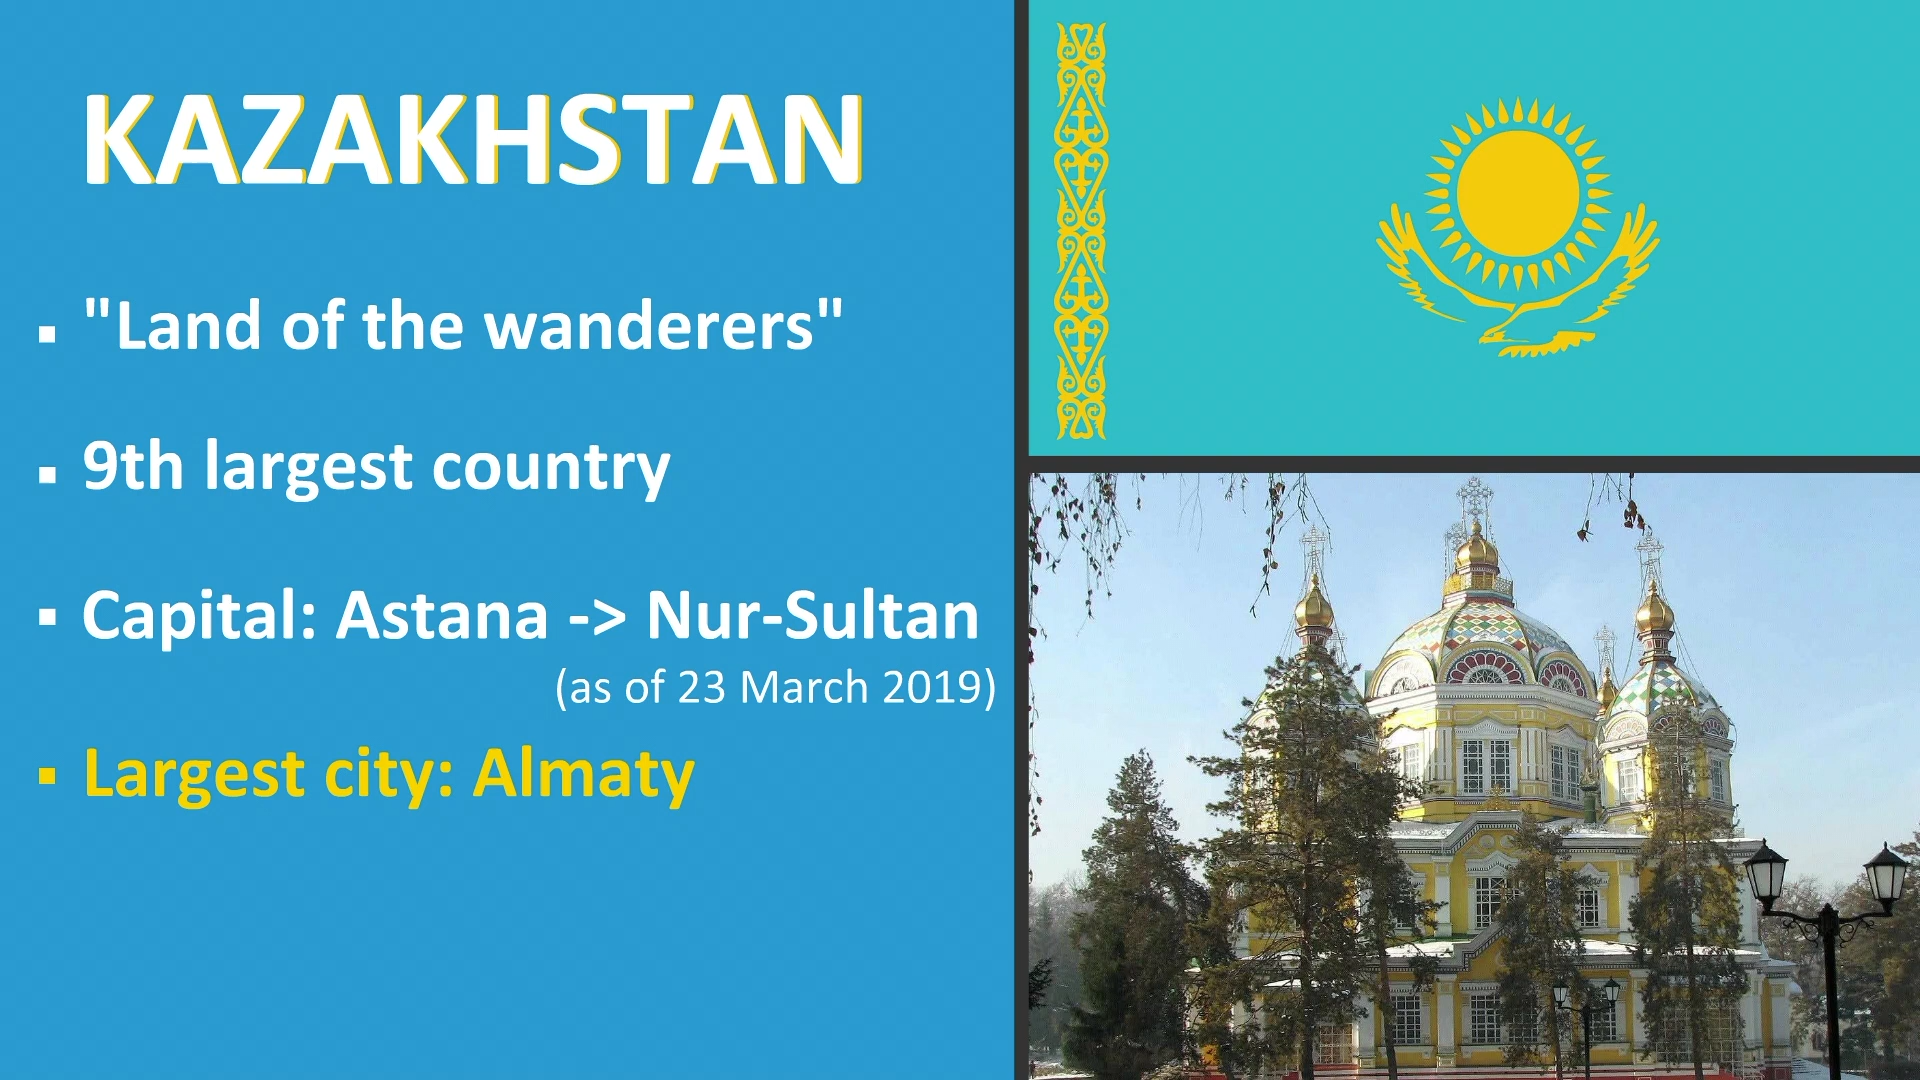 KAZAKHSTAN
▪ "Land of the wanderers"
▪ 9th largest country
▪ Capital: Astana -> Nur-Sultan
(as of 23 March 2019)
▪ Largest city: Almaty